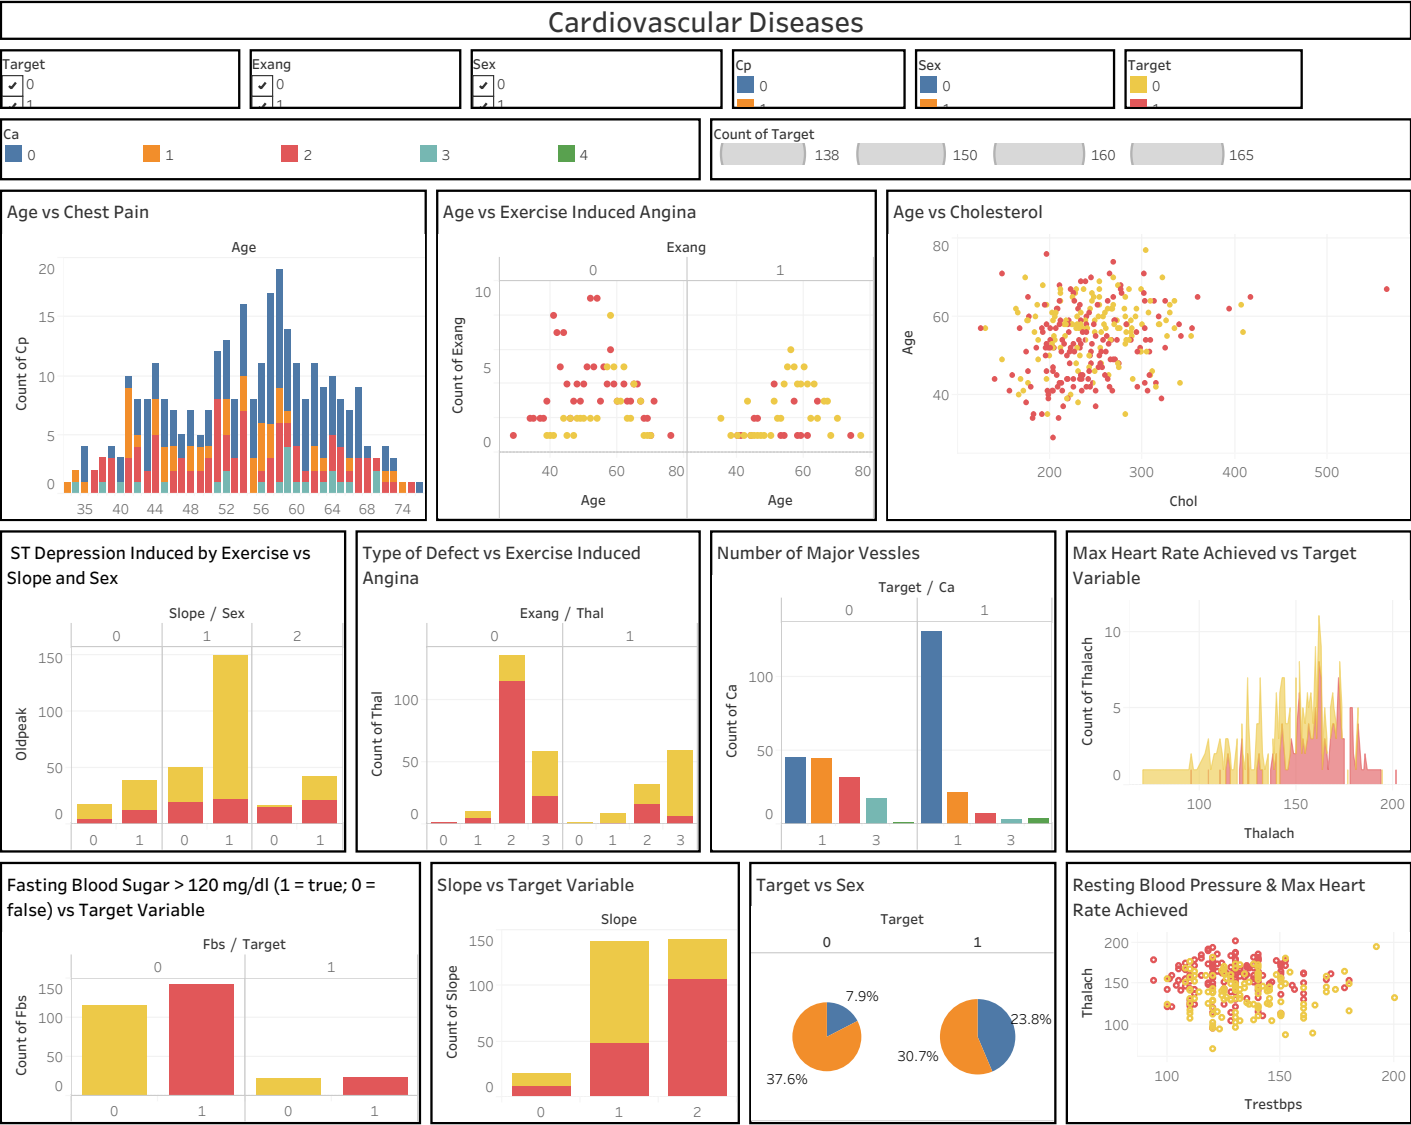 Cardiovascular Diseases
Target
0
1
Exang
0
1
Sex
0
1
Cp
0
Sex
0
Target
0
Ca
0 1 2 3 4
Count of Target
138 150 160 165
Age vs Chest Pain
Age
Count of Cp
20
15
10
5
0
35 40 44 48 52 56 60 64 68 74
Age vs Exercise Induced Angina
Exang
0 1
Count of Exang
10
5
0
40 60 80 40 60 80
Age Age
Age vs Cholesterol
Age
80
60
40
200 300 400 500
Chol
ST Depression Induced by Exercise vs
Slope and Sex
Slope / Sex
0 1 2
Oldpeak
150
100
50
0
0 1 0 1 0 1
Type of Defect vs Exercise Induced
Angina
Exang / Thal
0 1
Count of Thal
100
50
0
0 1 2 3 0 1 2 3
Number of Major Vessles
Target / Ca
0 1
Count of Ca
100
50
0
1 3 1 3
Max Heart Rate Achieved vs Target
Variable
Count of Thalach
10
5
0
100 150 200
Thalach
Fasting Blood Sugar > 120 mg/dl (1 = true; 0 =
false) vs Target Variable
Fbs / Target
0 1
Count of Fbs
150
100
50
0
0 1 0 1
Slope vs Target Variable
Slope
Count of Slope
150
100
50
0
0 1 2
Target vs Sex
Target
0 1
7.9%
37.6%
23.8%
30.7%
Resting Blood Pressure & Max Heart
Rate Achieved
Thalach
200
150
100
100 150 200
Trestbps